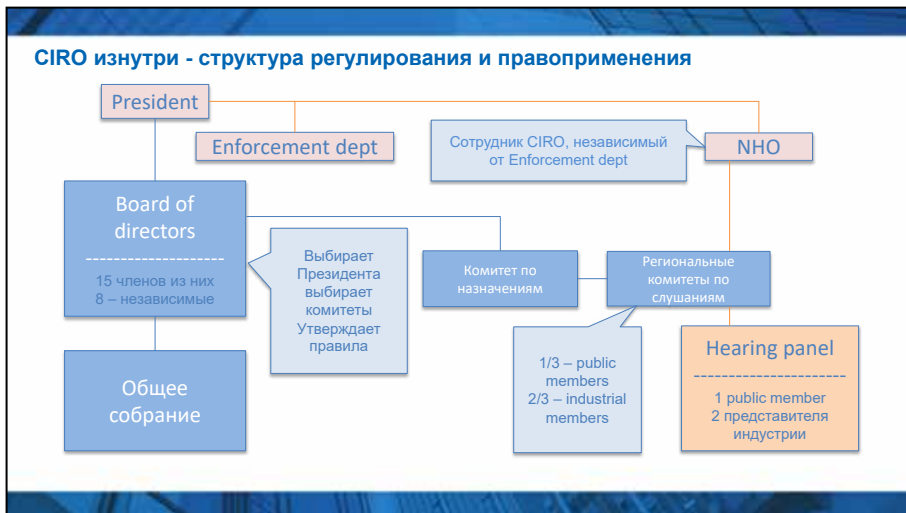 CIRO изнутри - структура регулирования и правоприменения
President
Enforcement dept
Сотрудник CIRO, независимый
от Enforcement dept
NHO
Board of
directors
---------------------
15 членов из них
8 – независимые
Выбирает
Президента
выбирает
комитеты
Утверждает
правила
Комитет по
назначениям
Региональные
комитеты по
слушаниям
Общее
собрание
1/3 – public
members
2/3 – industrial
members
Hearing panel
----------------------
1 public member
2 представителя
индустрии